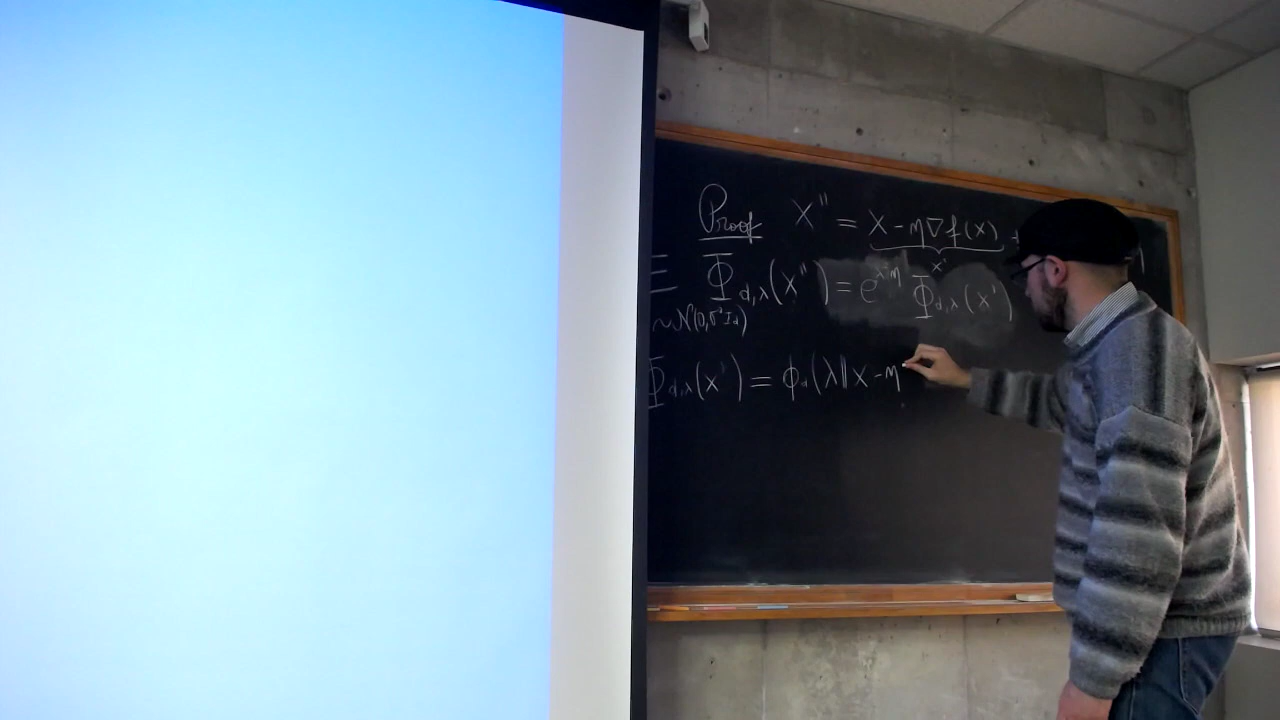 Proof X'' = X - η∇f(X) +
x'
≡ Φ_{d,λ}(X'') = e^{λ²η} Φ_{d,λ}(X')
~N(0,σ²I_d)
Φ_{d,λ}(X') = ϕ_d(λ‖X - η